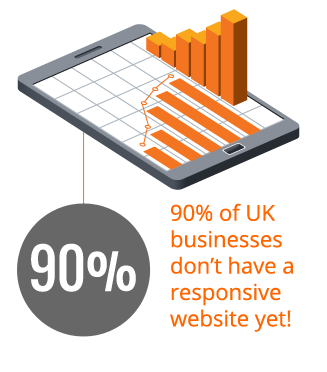 90%
90% of UK
businesses
don't have a
responsive
website yet!